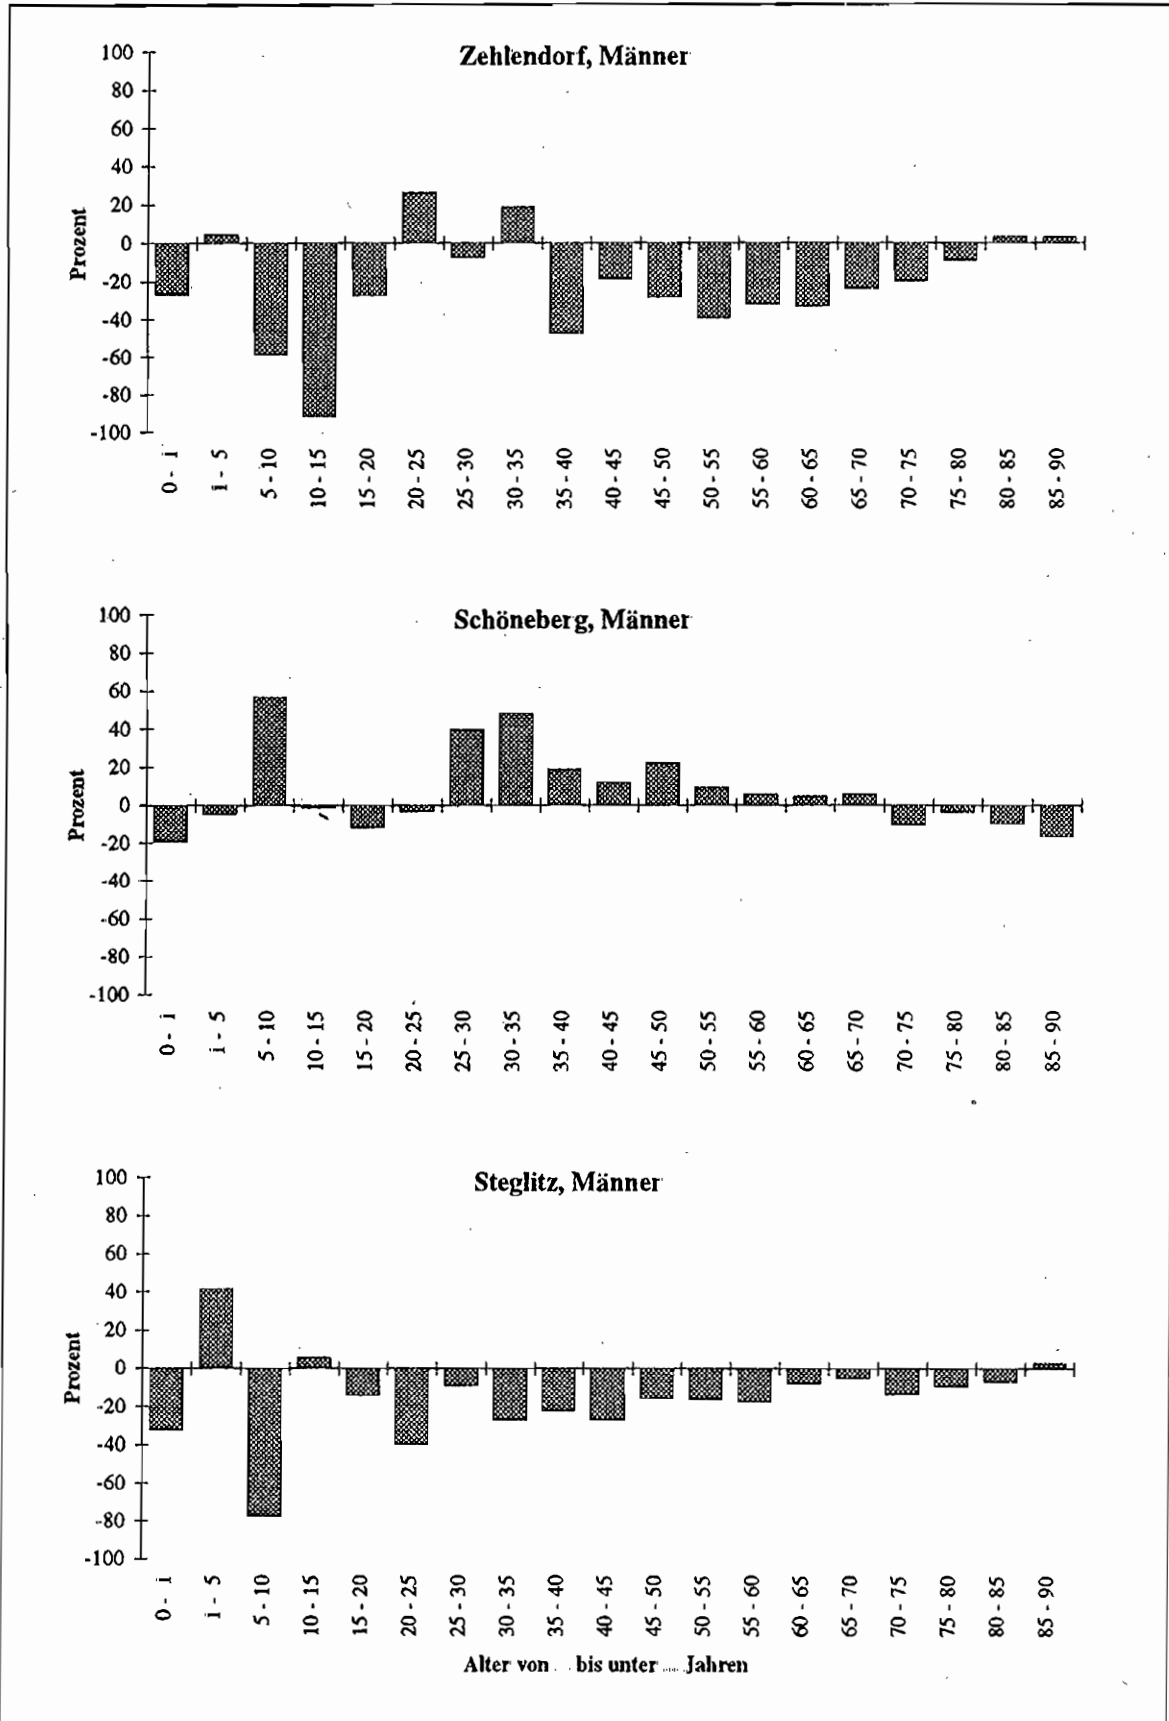 Zehlendorf, Männer
100
80
60
40
20
0
-20
-40
-60
-80
-100
Prozent
0 - 1
1 - 5
5 - 10
10 - 15
15 - 20
20 - 25
25 - 30
30 - 35
35 - 40
40 - 45
45 - 50
50 - 55
55 - 60
60 - 65
65 - 70
70 - 75
75 - 80
80 - 85
85 - 90
Schöneberg, Männer
100
80
60
40
20
0
-20
-40
-60
-80
-100
Prozent
0 - 1
1 - 5
5 - 10
10 - 15
15 - 20
20 - 25
25 - 30
30 - 35
35 - 40
40 - 45
45 - 50
50 - 55
55 - 60
60 - 65
65 - 70
70 - 75
75 - 80
80 - 85
85 - 90
Steglitz, Männer
100
80
60
40
20
0
-20
-40
-60
-80
-100
Prozent
0 - 1
1 - 5
5 - 10
10 - 15
15 - 20
20 - 25
25 - 30
30 - 35
35 - 40
40 - 45
45 - 50
50 - 55
55 - 60
60 - 65
65 - 70
70 - 75
75 - 80
80 - 85
85 - 90
Alter von ... bis unter ... Jahren